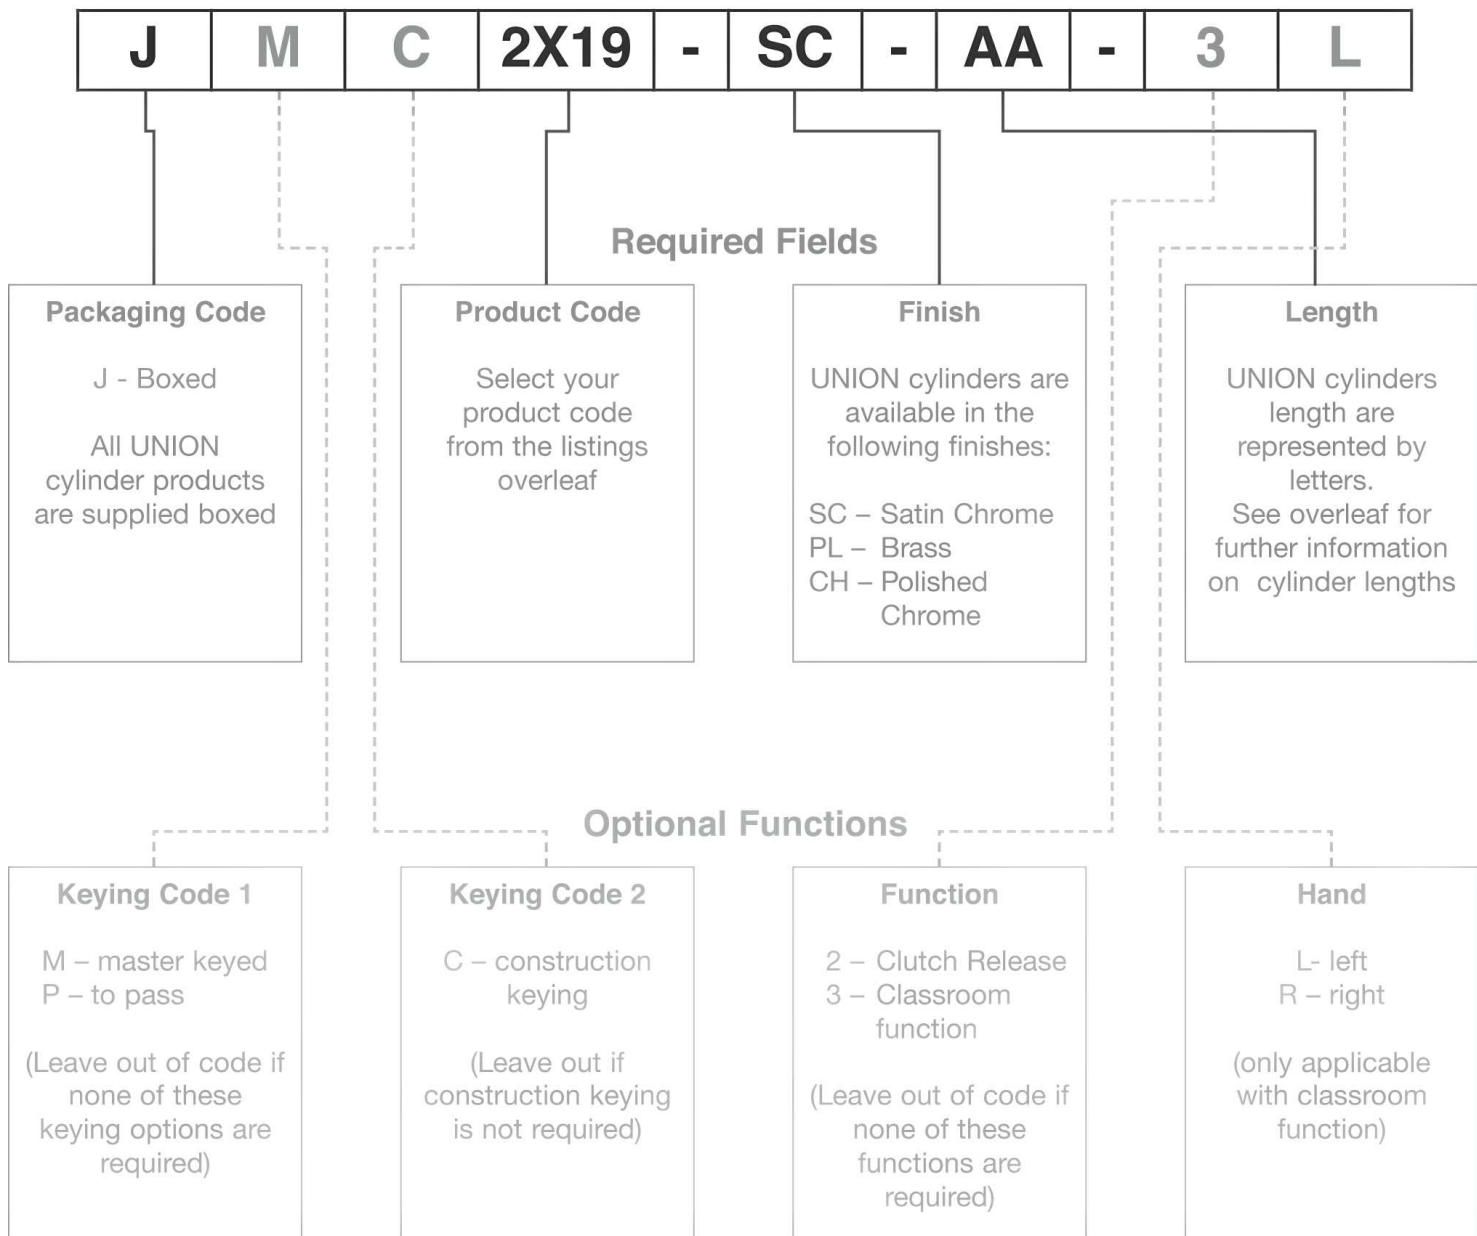 J M C 2X19 - SC - AA - 3 L
Required Fields
Packaging Code
J - Boxed
All UNION
cylinder products
are supplied boxed
Product Code
Select your
product code
from the listings
overleaf
Finish
UNION cylinders are
available in the
following finishes:
SC – Satin Chrome
PL – Brass
CH – Polished
Chrome
Length
UNION cylinders
length are
represented by
letters.
See overleaf for
further information
on cylinder lengths
Optional Functions
Keying Code 1
M – master keyed
P – to pass
(Leave out of code if
none of these
keying options are
required)
Keying Code 2
C – construction
keying
(Leave out if
construction keying
is not required)
Function
2 – Clutch Release
3 – Classroom
function
(Leave out of code if
none of these
functions are
required)
Hand
L- left
R – right
(only applicable
with classroom
function)